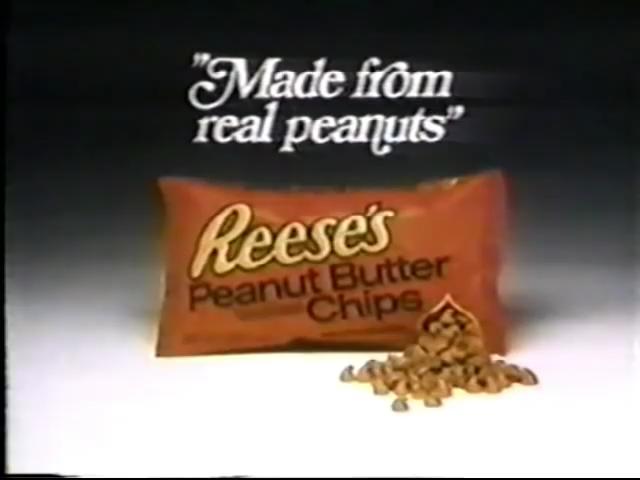 "Made from
real peanuts"
Reese's
Peanut Butter
Chips